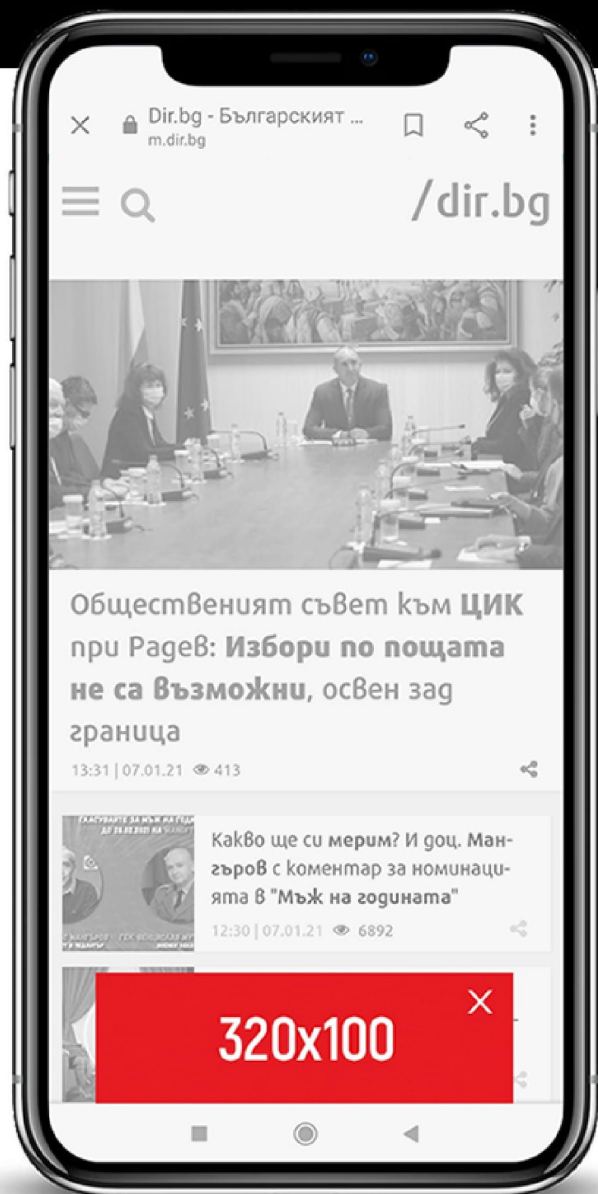 Dir.bg - Българският ...
m.dir.bg
/dir.bg
Общественият съвет към ЦИК
при Радев: Избори по пощата
не са възможни, освен зад
граница
13:31 | 07.01.21 413
Какво ще си мерим? И доц. Ман-
гъров с коментар за номинаци-
ята в "Мъж на годината"
12:30 | 07.01.21 6892
320x100